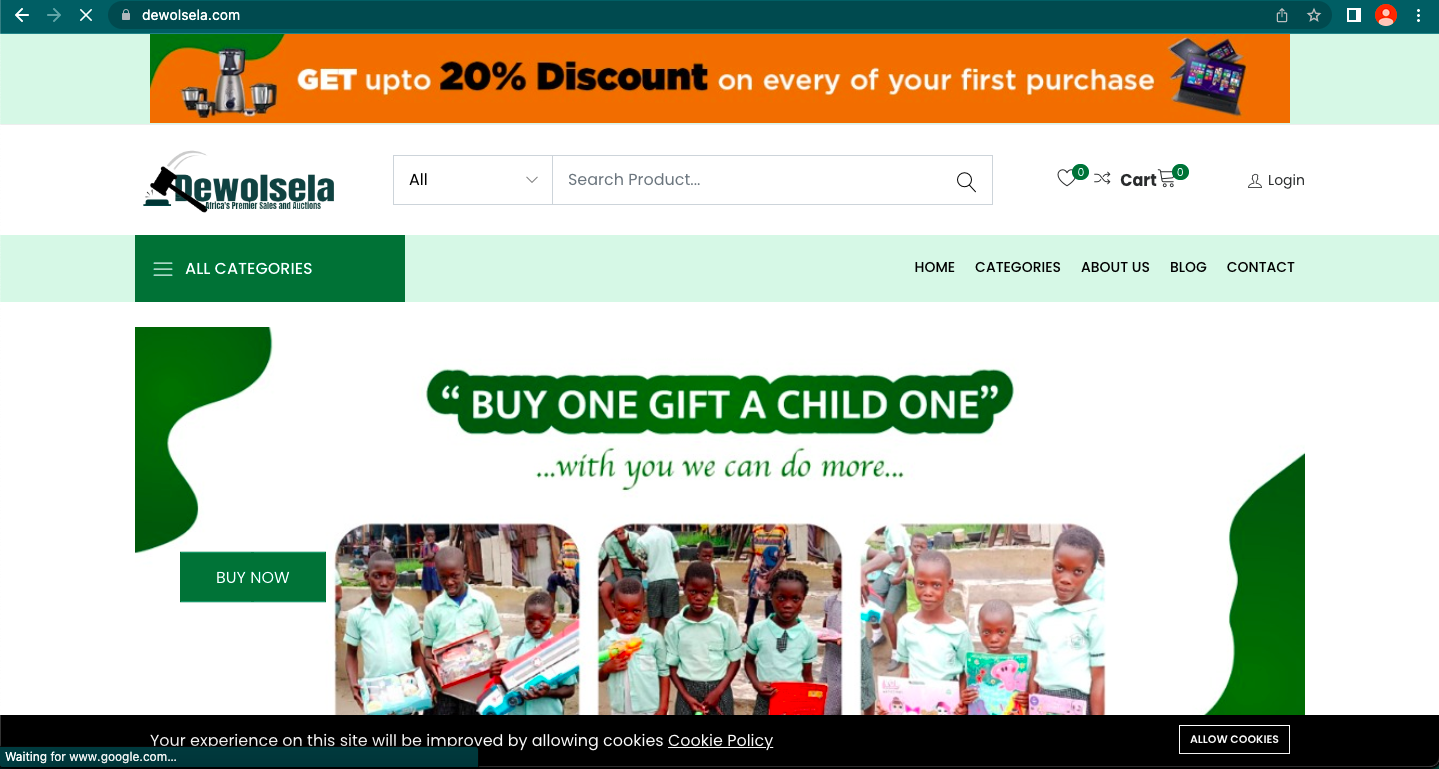 dewolsela.com
GET upto 20% Discount on every of your first purchase
Dewolsela
Africa's Premier Sales and Auctions
All
Search Product...
0
Cart
0
Login
ALL CATEGORIES
HOME CATEGORIES ABOUT US BLOG CONTACT
“ BUY ONE GIFT A CHILD ONE”
...with you we can do more...
BUY NOW
Your experience on this site will be improved by allowing cookies Cookie Policy
ALLOW COOKIES
Waiting for www.google.com...